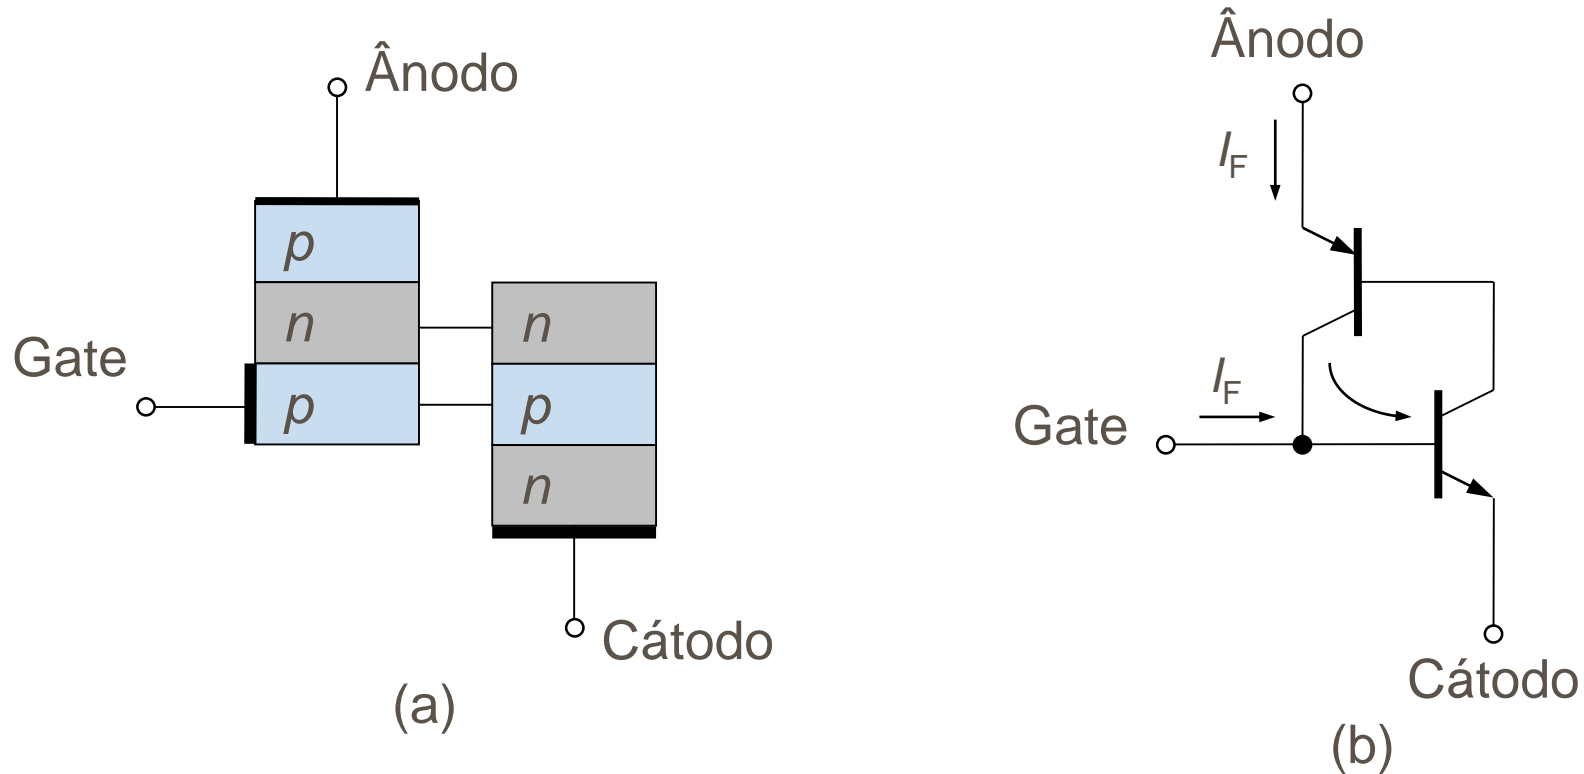 Ânodo
p
n
n
Gate
p
p
n
Cátodo
(a)
Ânodo
IF
IF
Gate
Cátodo
(b)